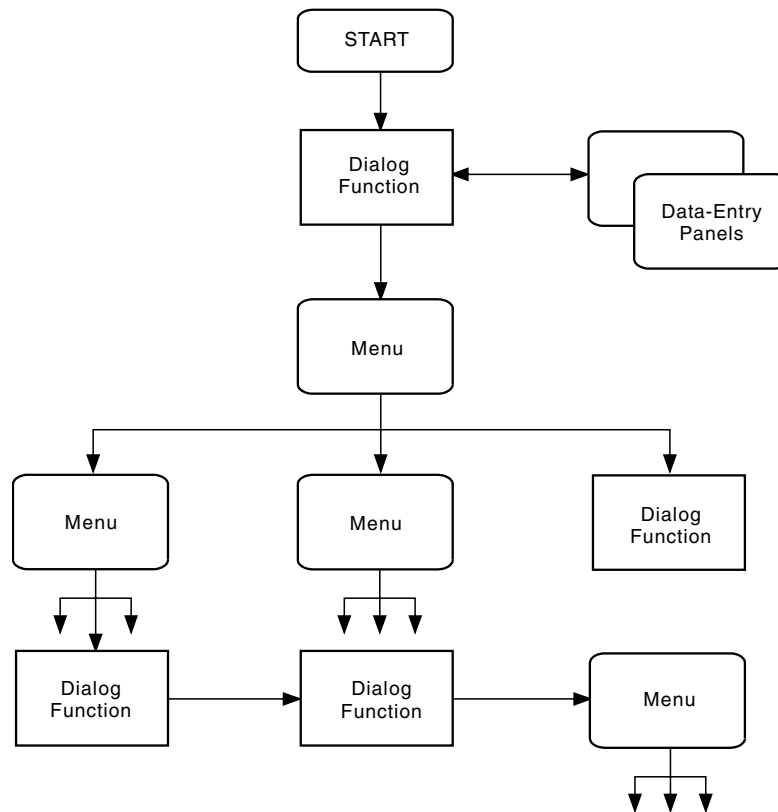 START
Dialog
Function
Data-Entry
Panels
Menu
Menu
Menu
Dialog
Function
Dialog
Function
Dialog
Function
Menu